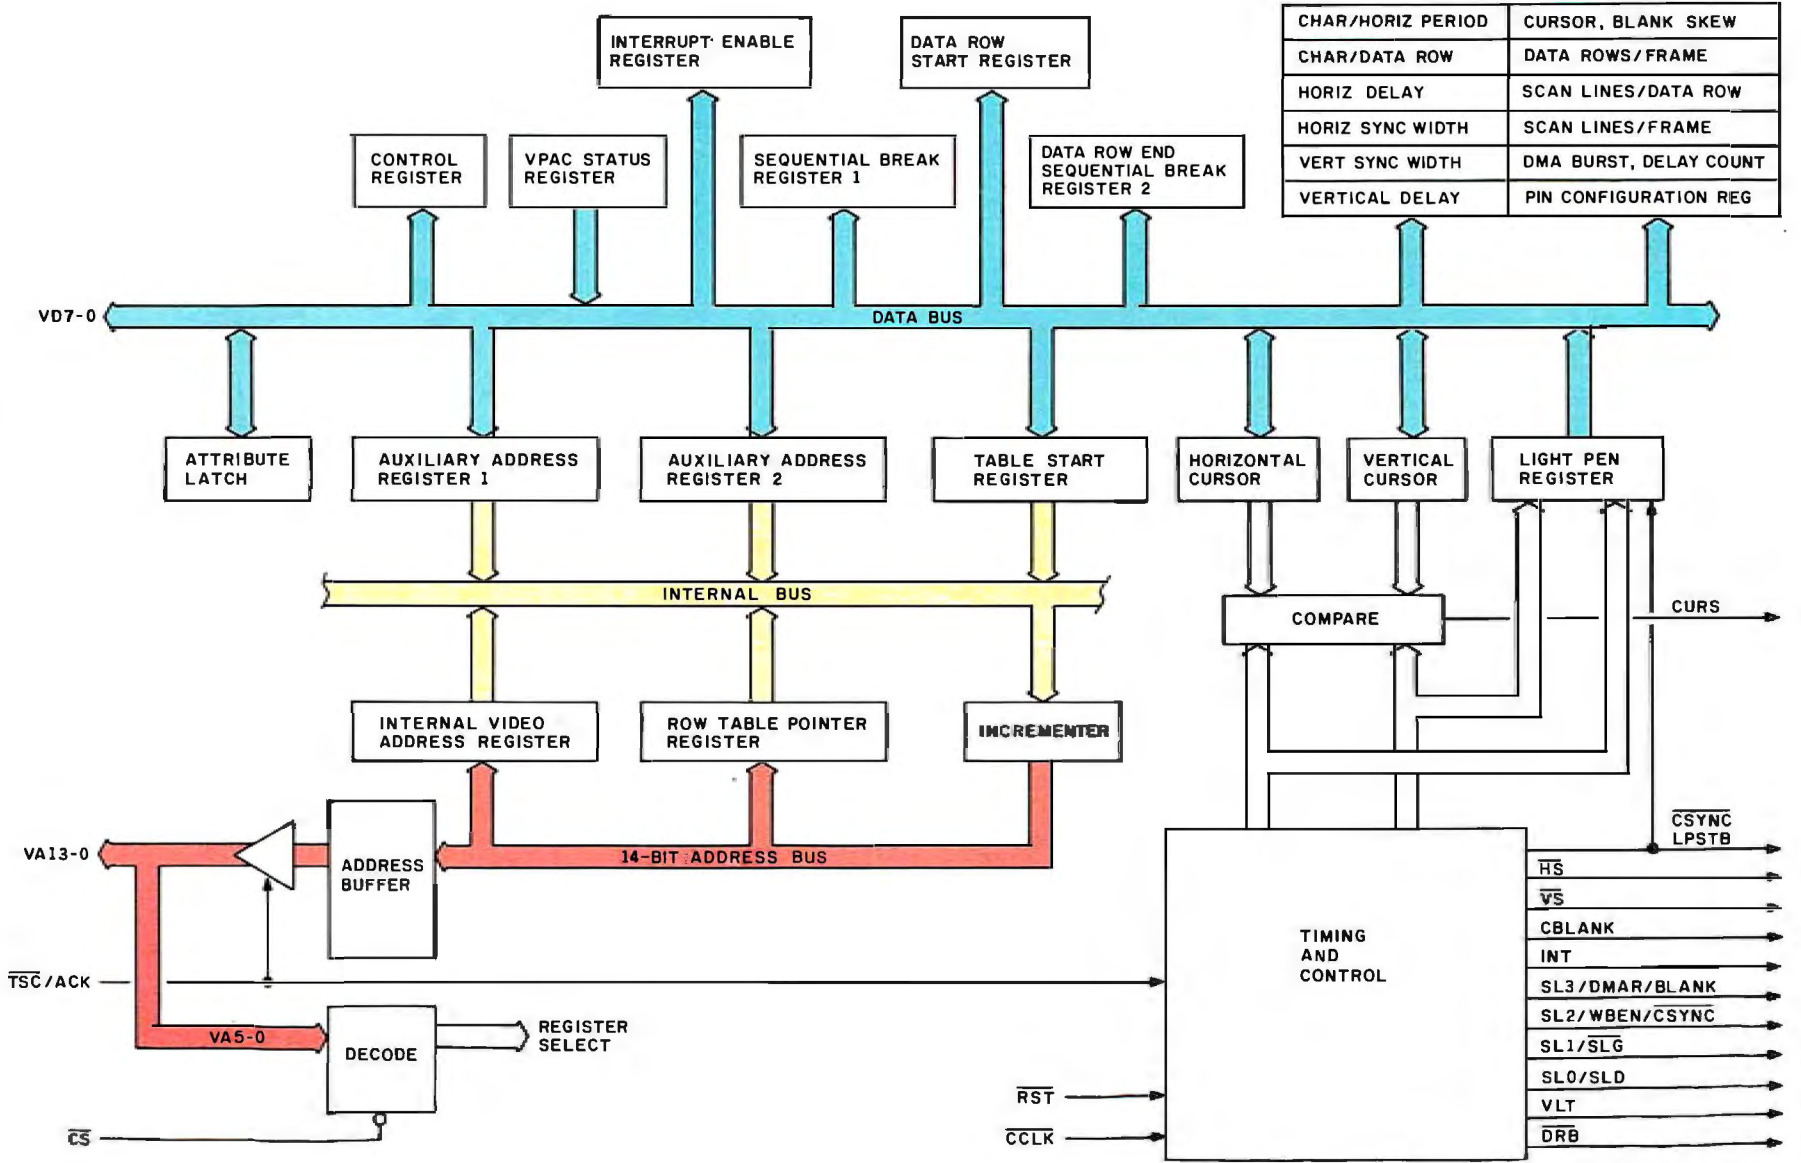 INTERRUPT ENABLE
REGISTER
DATA ROW
START REGISTER
CHAR/HORIZ PERIOD
CURSOR, BLANK SKEW
CHAR/DATA ROW
DATA ROWS/FRAME
HORIZ DELAY
SCAN LINES/DATA ROW
HORIZ SYNC WIDTH
SCAN LINES/FRAME
VERT SYNC WIDTH
DMA BURST, DELAY COUNT
VERTICAL DELAY
PIN CONFIGURATION REG
CONTROL
REGISTER
VPAC STATUS
REGISTER
SEQUENTIAL BREAK
REGISTER 1
DATA ROW END
SEQUENTIAL BREAK
REGISTER 2
VD7-0
DATA BUS
ATTRIBUTE
LATCH
AUXILIARY ADDRESS
REGISTER 1
AUXILIARY ADDRESS
REGISTER 2
TABLE START
REGISTER
HORIZONTAL
CURSOR
VERTICAL
CURSOR
LIGHT PEN
REGISTER
INTERNAL BUS
COMPARE
CURS
INTERNAL VIDEO
ADDRESS REGISTER
ROW TABLE POINTER
REGISTER
INCREMENTER
VA13-0
ADDRESS
BUFFER
14-BIT ADDRESS BUS
CSYNC
LPSTB
HS
VS
CBLANK
INT
SL3/DMAR/BLANK
SL2/WBEN/CSYNC
SL1/SLG
SL0/SLD
VLT
DRB
TIMING
AND
CONTROL
TSC/ACK
VA5-0
DECODE
REGISTER
SELECT
CS
RST
CCLK